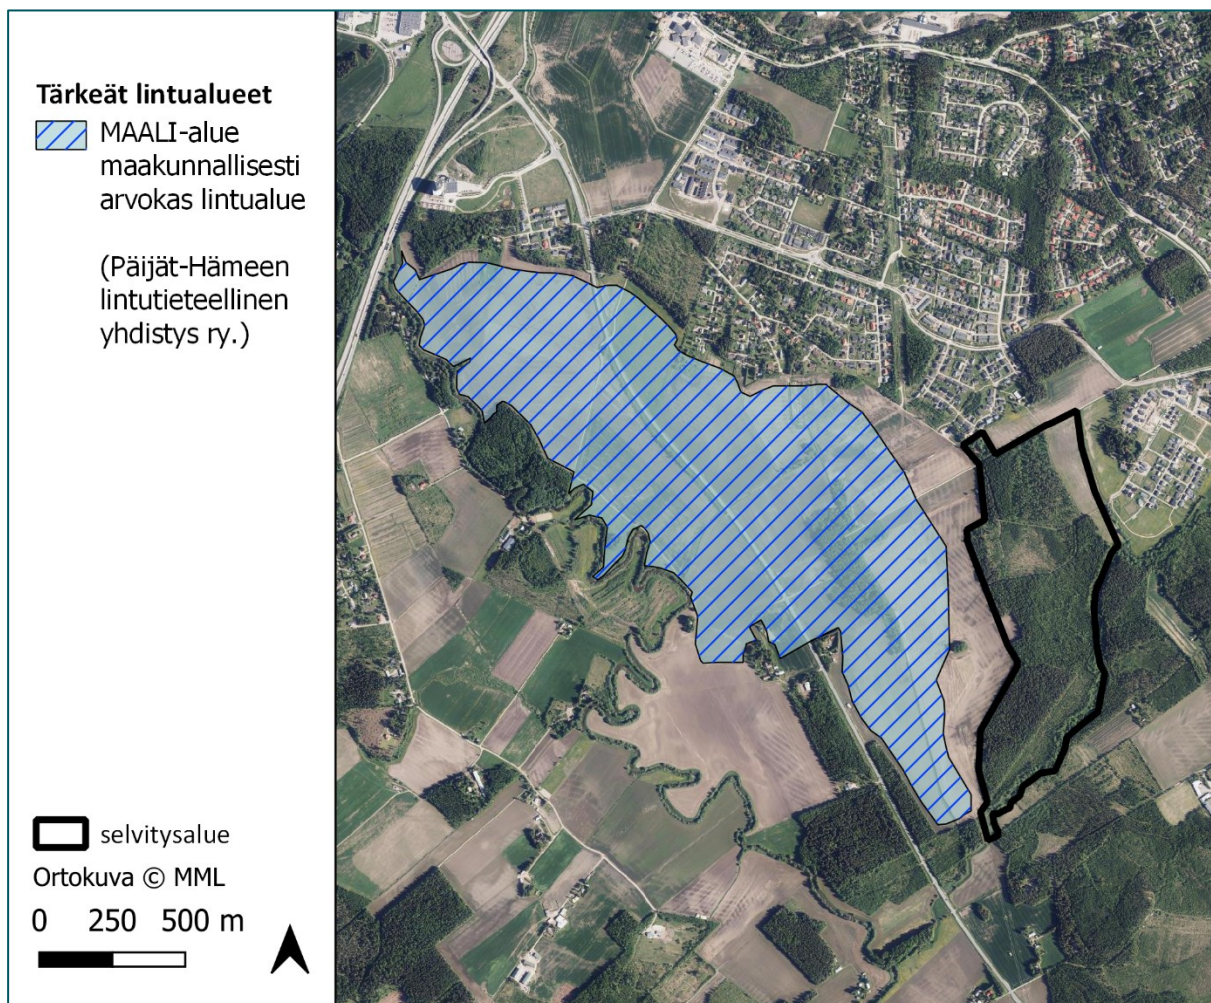 Tärkeät lintualueet
MAALI-alue
maakunnallisesti
arvokas lintualue
(Päijät-Hämeen
lintutieteellinen
yhdistys ry.)
selvitysalue
Ortokuva © MML
0 250 500 m